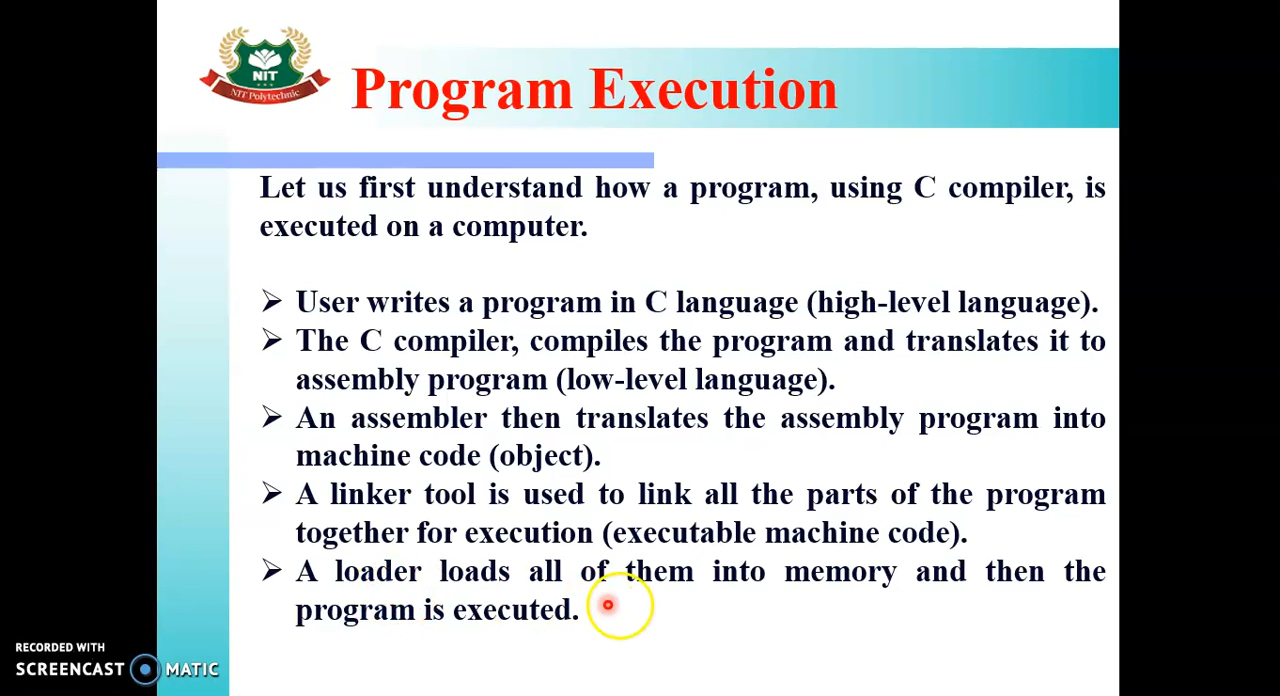 NIT
NIT Polytechnic
Program Execution
Let us first understand how a program, using C compiler, is
executed on a computer.
➢ User writes a program in C language (high-level language).
➢ The C compiler, compiles the program and translates it to
assembly program (low-level language).
➢ An assembler then translates the assembly program into
machine code (object).
➢ A linker tool is used to link all the parts of the program
together for execution (executable machine code).
➢ A loader loads all of them into memory and then the
program is executed.
RECORDED WITH
SCREENCAST MATIC